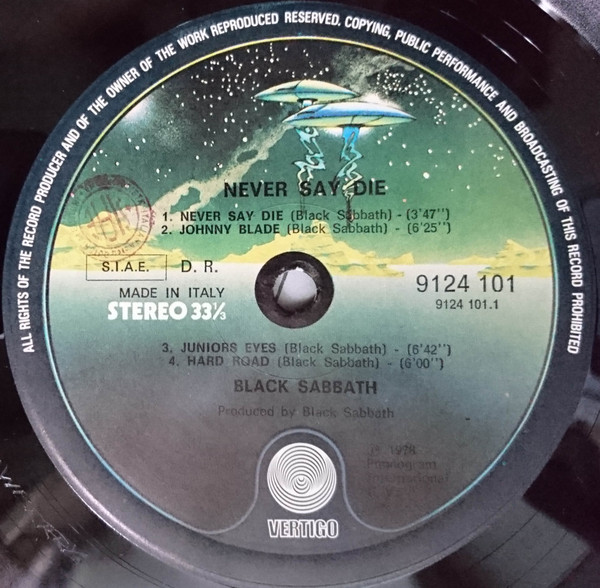 ALL RIGHTS OF THE RECORD PRODUCER AND OF THE OWNER OF THE WORK REPRODUCED RESERVED. COPYING, PUBLIC PERFORMANCE AND BROADCASTING OF THIS RECORD PROHIBITED
NEVER SAY DIE
1. NEVER SAY DIE (Black Sabbath) - (3'47")
2. JOHNNY BLADE (Black Sabbath) - (6'25")
S.I.A.E. D. R.
MADE IN ITALY
STEREO 33⅓
9124 101
9124 101.1
3. JUNIORS EYES (Black Sabbath) - (6'42")
4. HARD ROAD (Black Sabbath) - (6'00")
BLACK SABBATH
Produced by Black Sabbath
1978
Phonogram
International
VERTIGO